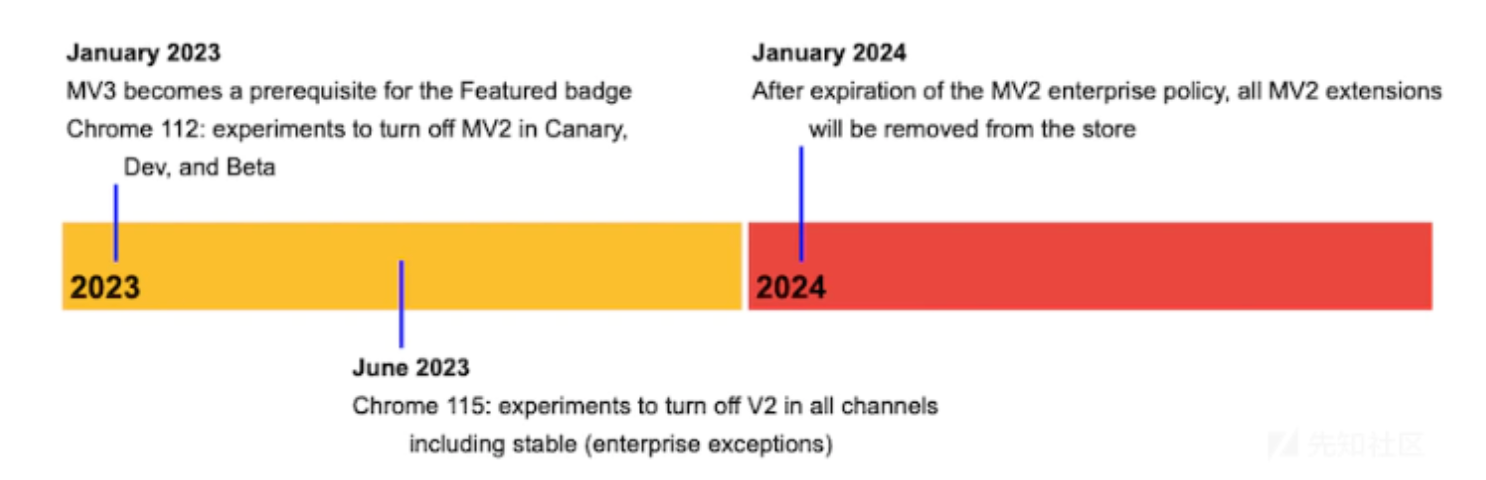 January 2023
MV3 becomes a prerequisite for the Featured badge
Chrome 112: experiments to turn off MV2 in Canary,
Dev, and Beta
January 2024
After expiration of the MV2 enterprise policy, all MV2 extensions
will be removed from the store
2023
2024
June 2023
Chrome 115: experiments to turn off V2 in all channels
including stable (enterprise exceptions)
先知社区